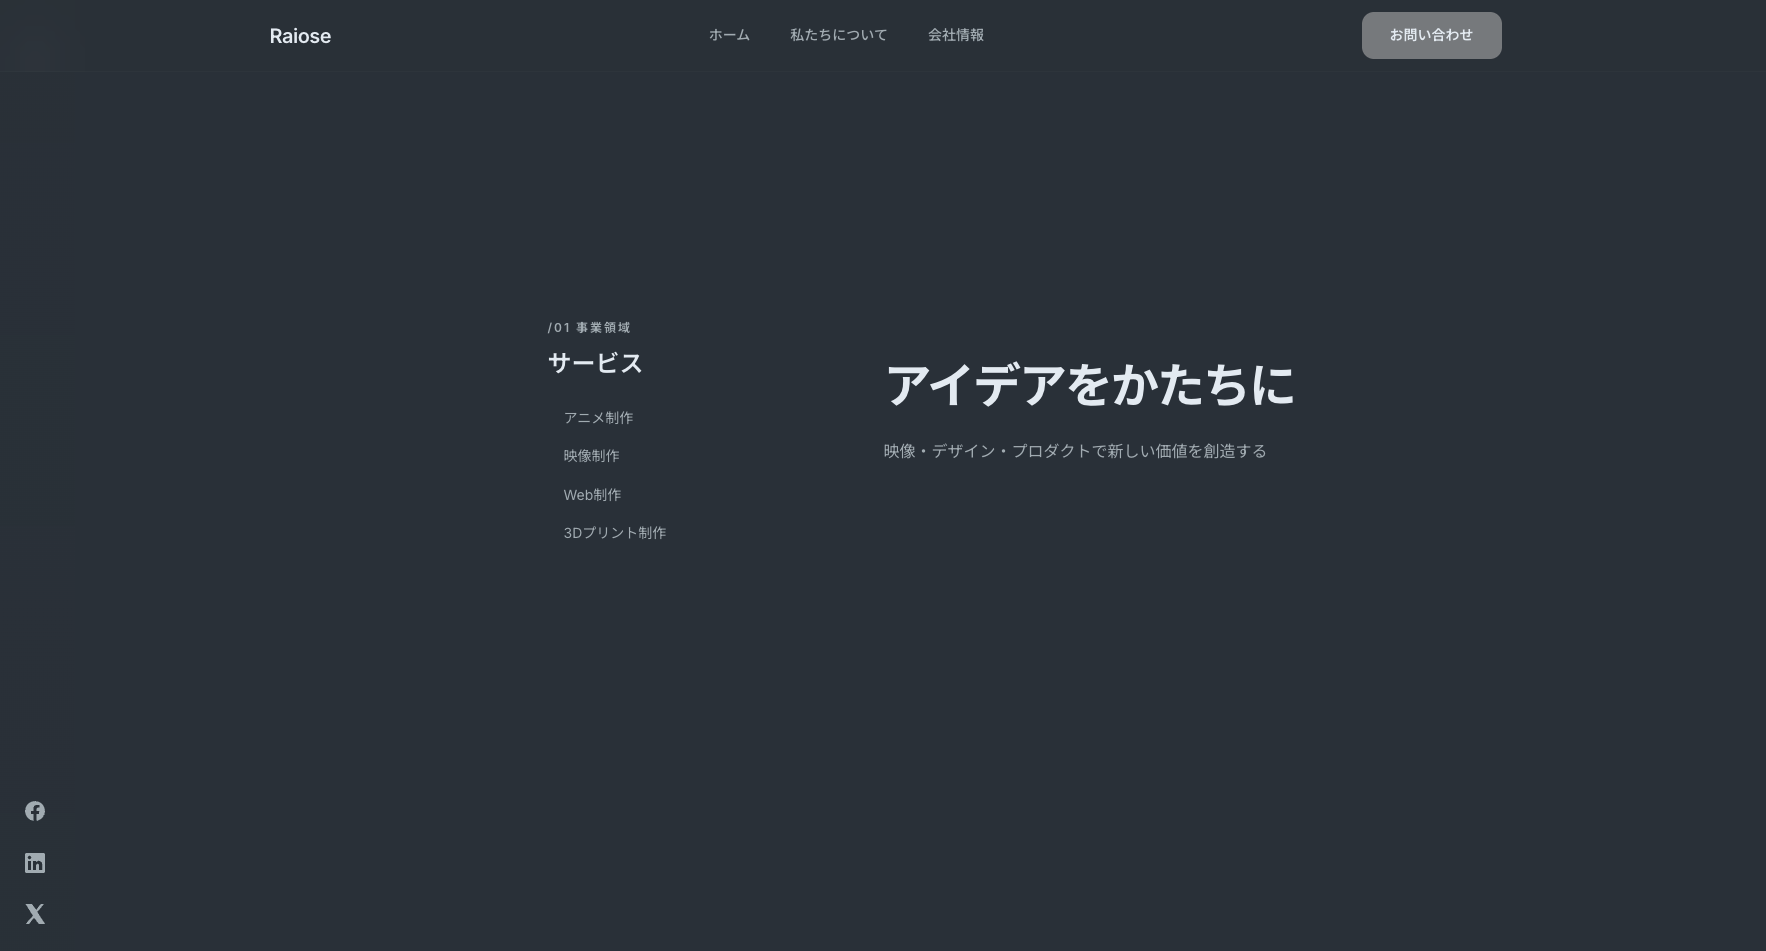 Raiose
ホーム
私たちについて
会社情報
お問い合わせ
/01 事業領域
サービス
アニメ制作
映像制作
Web制作
3Dプリント制作
アイデアをかたちに
映像・デザイン・プロダクトで新しい価値を創造する